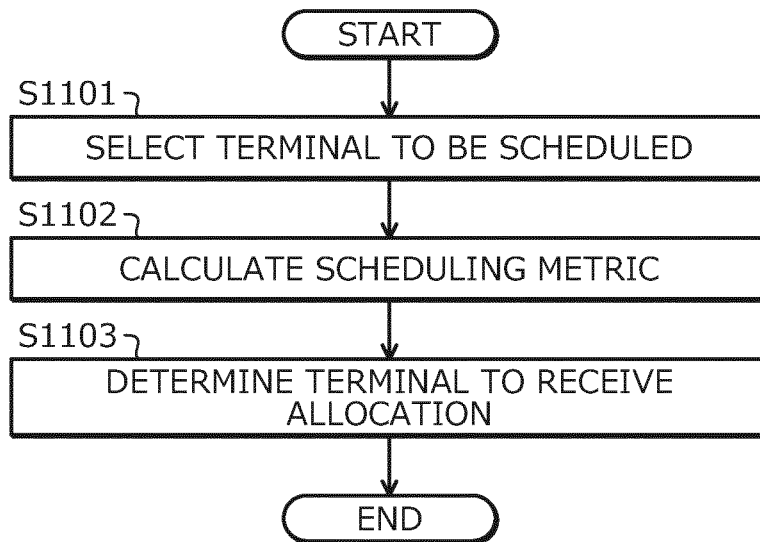 START
S1101
SELECT TERMINAL TO BE SCHEDULED
S1102
CALCULATE SCHEDULING METRIC
S1103
DETERMINE TERMINAL TO RECEIVE
ALLOCATION
END